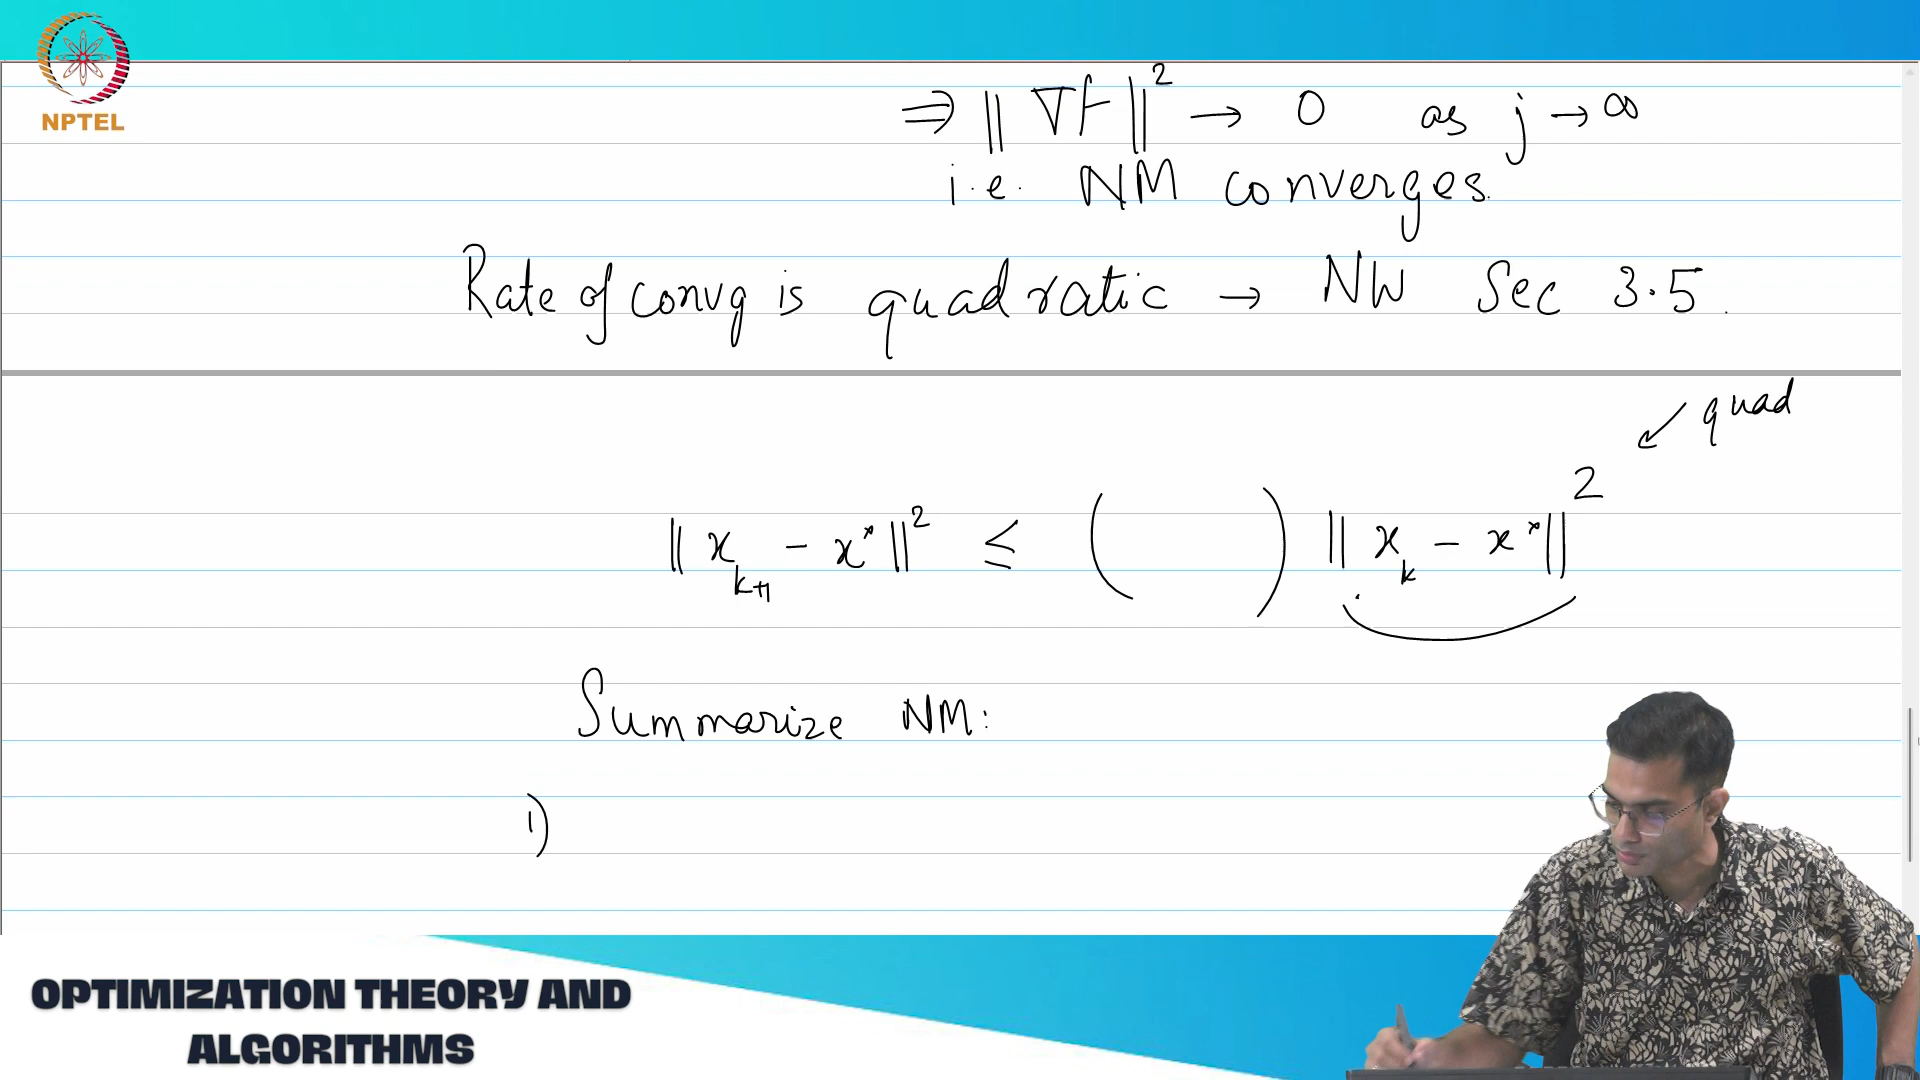 NPTEL
⇒ || ∇f ||² → 0 as j → ∞
i.e. NM converges.
Rate of convg is quadratic → NW Sec 3.5.
↙ quad
|| x_{k+1} - x* ||² ≤ ( ) || x_k - x* ||²
Summarize NM:
1)
OPTIMIZATION THEORY AND
ALGORITHMS